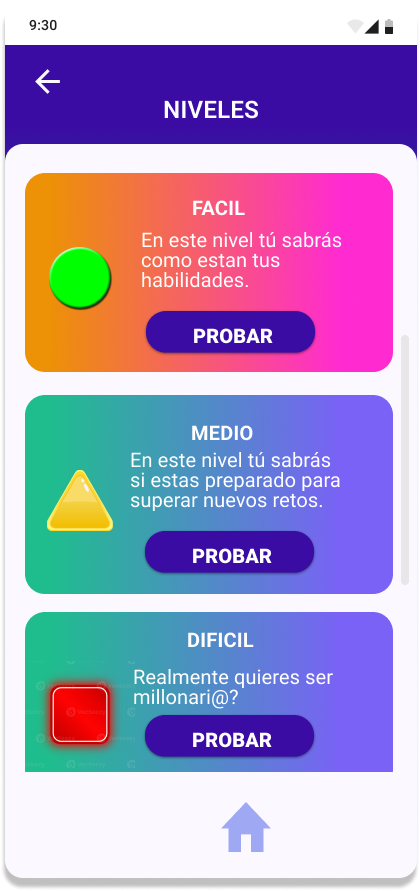 9:30
NIVELES
FACIL
En este nivel tú sabrás
como estan tus
habilidades.
PROBAR
MEDIO
En este nivel tú sabrás
si estas preparado para
superar nuevos retos.
PROBAR
DIFICIL
Realmente quieres ser
millonari@?
PROBAR